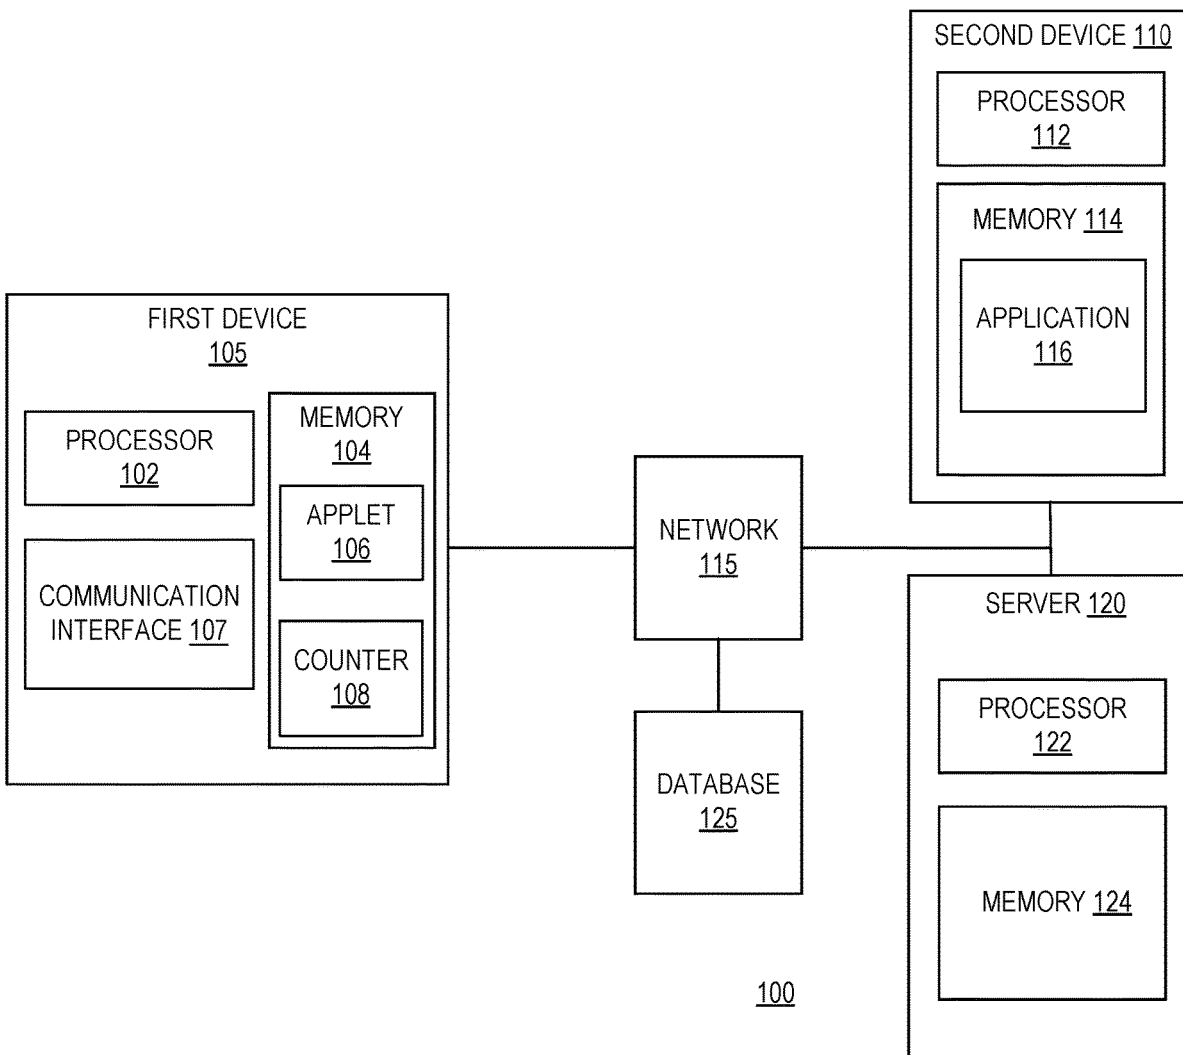 FIRST DEVICE
105
PROCESSOR
102
COMMUNICATION
INTERFACE 107
MEMORY
104
APPLET
106
COUNTER
108
NETWORK
115
DATABASE
125
SECOND DEVICE 110
PROCESSOR
112
MEMORY 114
APPLICATION
116
SERVER 120
PROCESSOR
122
MEMORY 124
100